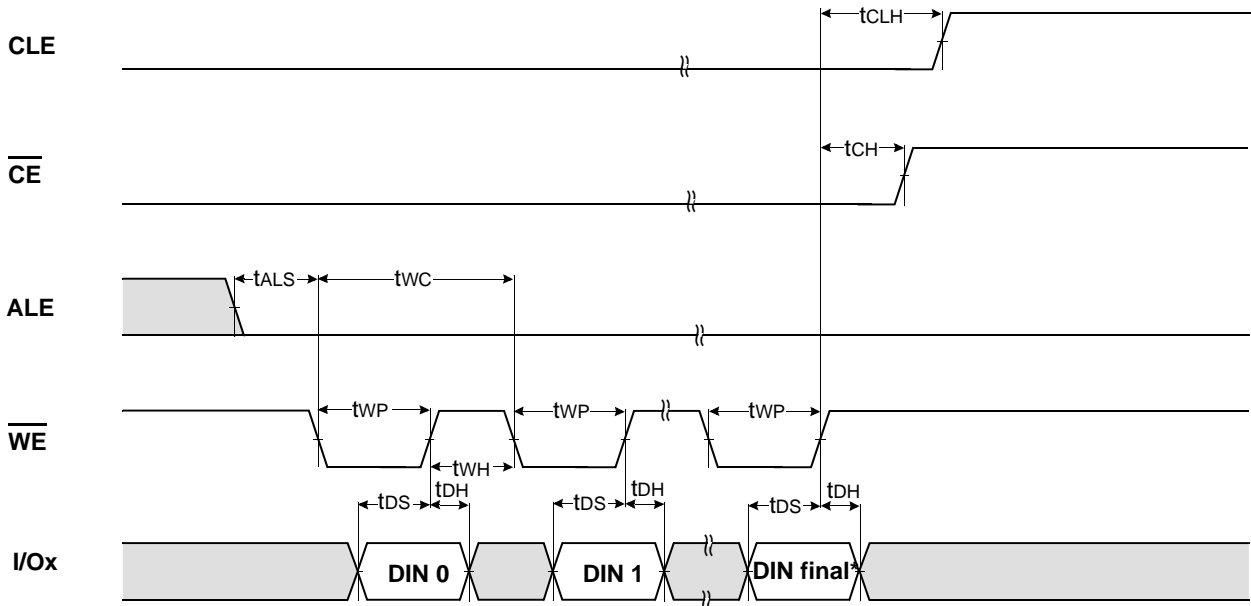 tCLH
CLE
tCH
CE
tALS
tWC
ALE
tWP
tWP
tWP
WE
tWH
tDS
tDH
tDS
tDH
tDS
tDH
I/Ox
DIN 0
DIN 1
DIN final*